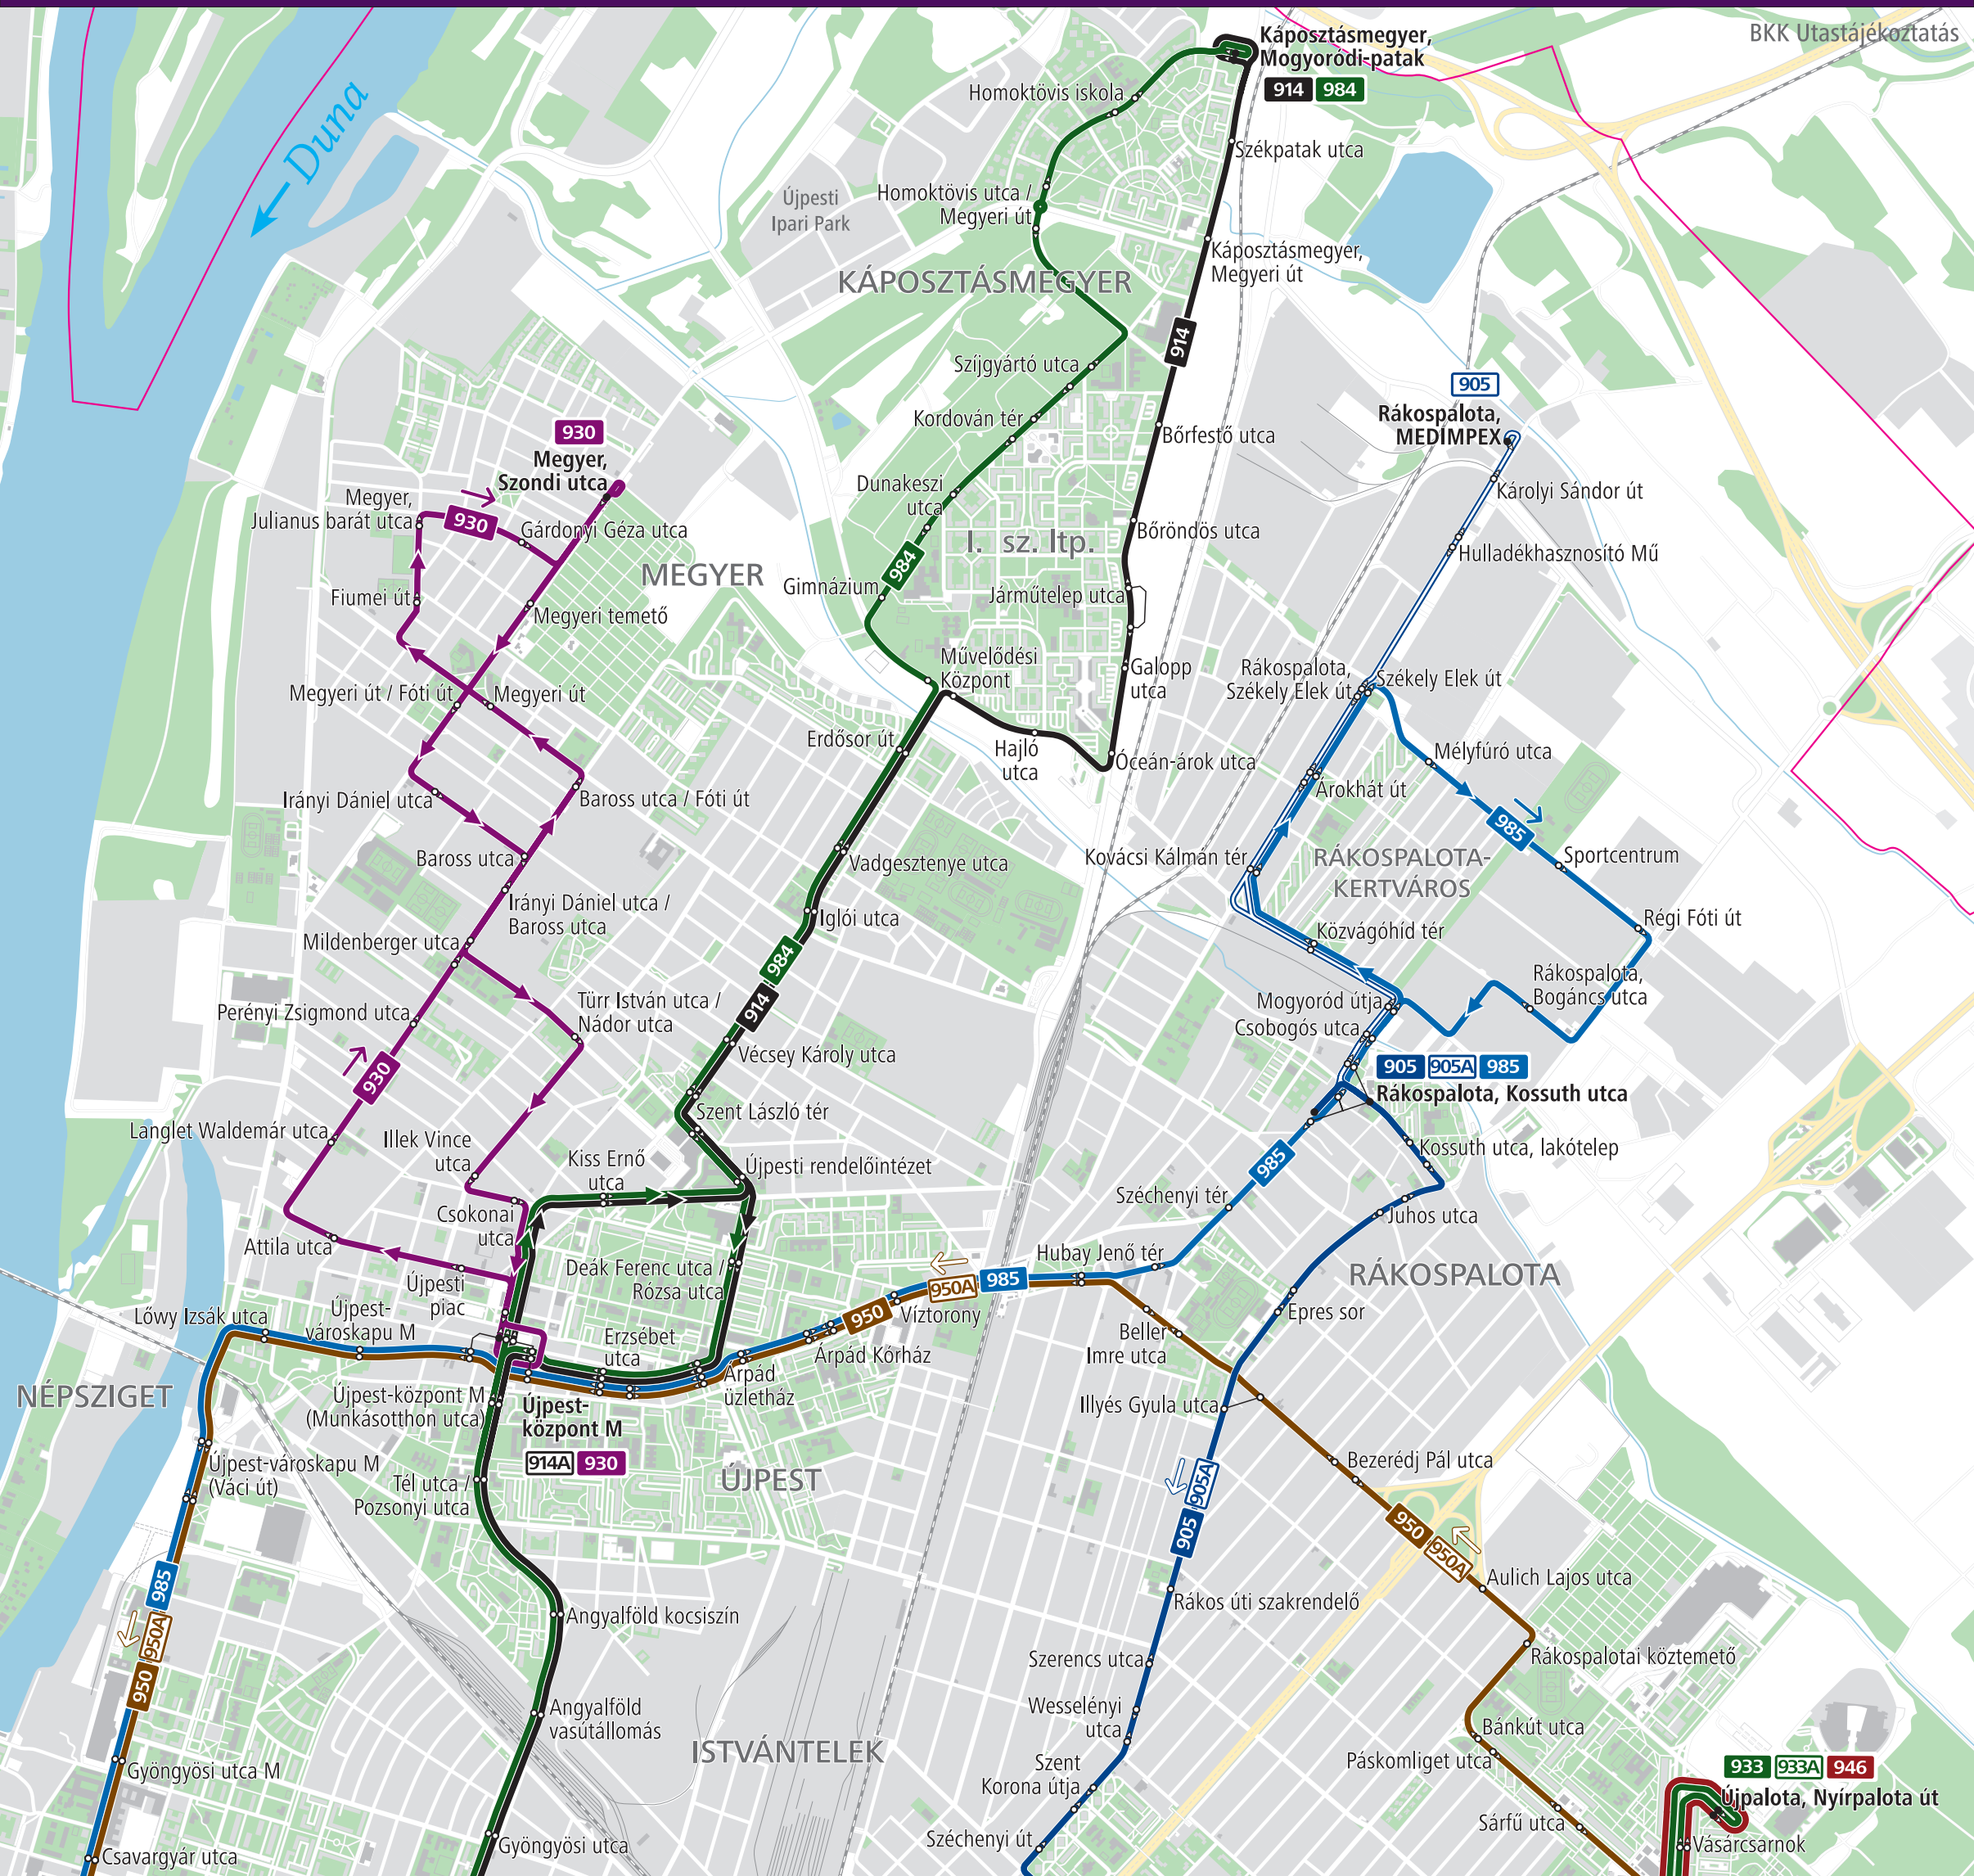 BKK Utastájékoztatás
Káposztásmegyer,
Mogyoródi-patak
914 984
Duna
Homoktövis iskola
Székpatak utca
Újpesti
Ipari Park
Homoktövis utca /
Megyeri út
Káposztásmegyer,
Megyeri út
KÁPOSZTÁSMEGYER
914
Szíjgyártó utca
905
Rákospalota,
MEDIMPEX
Kordován tér
Bőrfestő utca
930
Megyer,
Szondi utca
Károlyi Sándor út
Dunakeszi
utca
Megyer,
Julianus barát utca
930
Gárdonyi Géza utca
Bőröndös utca
I. sz. ltp.
Hulladékhasznosító Mű
984
MEGYER
Gimnázium
Járműtelep utca
Fiumei út
Megyeri temető
Művelődési
Központ
Galopp
utca
Rákospalota,
Székely Elek út
Székely Elek út
Megyeri út / Fóti út
Megyeri út
Erdősor út
Hajló
utca
Óceán-árok utca
Mélyfúró utca
Irányi Dániel utca
Baross utca / Fóti út
Árokhát út
985
Baross utca
Vadgesztenye utca
Kovácsi Kálmán tér
RÁKOSPALOTA-
KERTVÁROS
Sportcentrum
Irányi Dániel utca /
Baross utca
Iglói utca
Régi Fóti út
Mildenberger utca
Közvágóhíd tér
984
914
Türr István utca /
Nádor utca
Perényi Zsigmond utca
Rákospalota,
Bogáncs utca
Mogyoród útja
Csobogós utca
Vécsey Károly utca
930
905 905A 985
Rákospalota, Kossuth utca
Szent László tér
Langlet Waldemár utca
Illek Vince
utca
Kiss Ernő
utca
Újpesti rendelőintézet
Kossuth utca, lakótelep
985
Széchenyi tér
Csokonai
utca
Juhos utca
Attila utca
Hubay Jenő tér
Deák Ferenc utca /
Rózsa utca
Újpesti
piac
950A 985
RÁKOSPALOTA
Lőwy Izsák utca
Újpest-
városkapu M
950
Víztorony
Epres sor
Erzsébet
utca
Beller
Imre utca
Árpád Kórház
Árpád
üzletház
NÉPSZIGET
Újpest-központ M
(Munkásotthon utca)
Újpest-
központ M
914A 930
Illyés Gyula utca
Újpest-városkapu M
(Váci út)
Tél utca /
Pozsonyi utca
ÚJPEST
Bezerédj Pál utca
905A
905
950
950A
985
950A
950
Aulich Lajos utca
Angyalföld kocsiszín
Rákos úti szakrendelő
Szerencs utca
Rákospalotai köztemető
Angyalföld
vasútállomás
Wesselényi
utca
Bánkút utca
ISTVÁNTELEK
Páskomliget utca
Gyöngyösi utca M
Szent
Korona útja
933 933A 946
Újpalota, Nyírpalota út
Sárfű utca
Széchenyi út
Gyöngyösi utca
Vásárcsarnok
Csavargyár utca